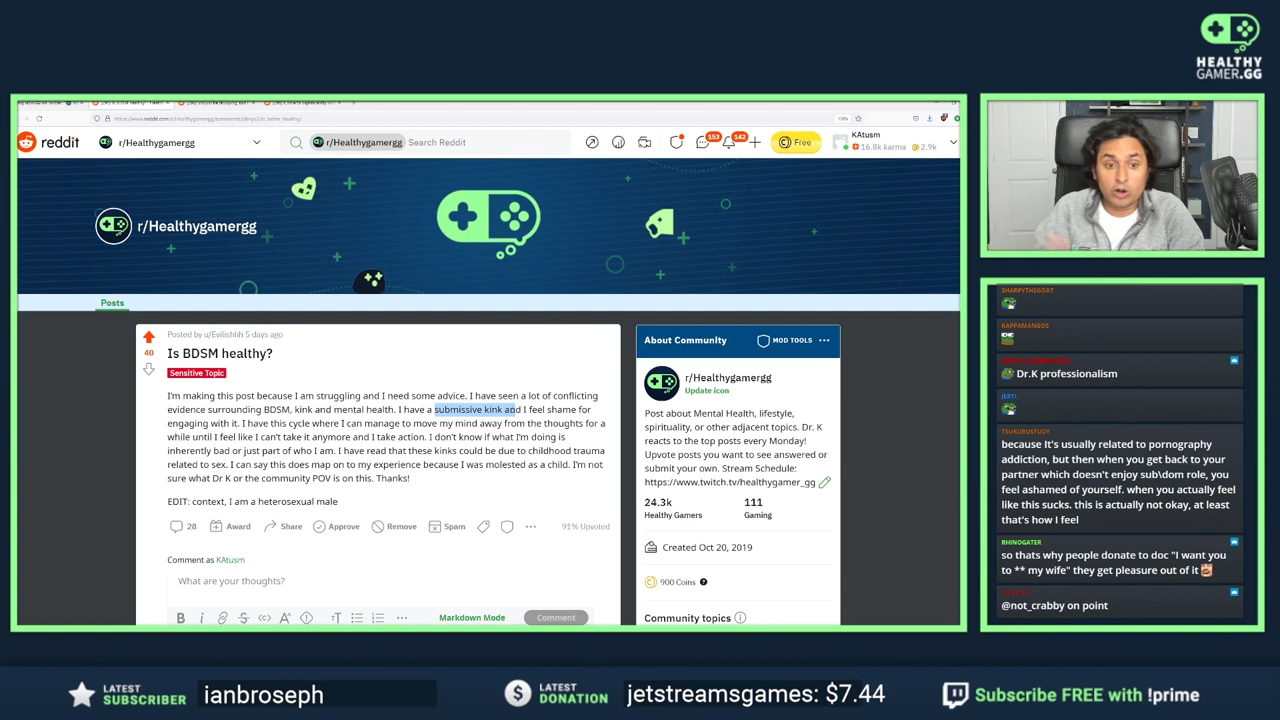 HEALTHY
GAMER.GG
reddit
r/Healthygamergg
r/Healthygamergg Search Reddit
153
142
Free
KAtusm
16.8k karma
2.9k
r/Healthygamergg
Posts
40
Posted by u/Evilishhh 5 days ago
Is BDSM healthy?
Sensitive Topic
I'm making this post because I am struggling and I need some advice. I have seen a lot of conflicting
evidence surrounding BDSM, kink and mental health. I have a submissive kink and I feel shame for
engaging with it. I have this cycle where I can manage to move my mind away from the thoughts for a
while until I feel like I can't take it anymore and I take action. I don't know if what I'm doing is
inherently bad or just part of who I am. I have read that these kinks could be due to childhood trauma
related to sex. I can say this does map on to my experience because I was molested as a child. I'm not
sure what Dr K or the community POV is on this. Thanks!
EDIT: context, I am a heterosexual male
28 Award Share Approve Remove Spam 91% Upvoted
Comment as KAtusm
What are your thoughts?
B i Markdown Mode Comment
About Community MOD TOOLS
r/Healthygamergg
Update icon
Post about Mental Health, lifestyle,
spirituality, or other adjacent topics. Dr. K
reacts to the top posts every Monday!
Upvote posts you want to see answered or
submit your own. Stream Schedule:
https://www.twitch.tv/healthygamer_gg
24.3k 111
Healthy Gamers Gaming
Created Oct 20, 2019
900 Coins
Community topics
SHARPYTHEGOAT
KAPPAMANGOS
Dr.K professionalism
JERTI
TSUKURUSTUDY
because It's usually related to pornography
addiction, but then when you get back to your
partner which doesn't enjoy sub\dom role, you
feel ashamed of yourself. when you actually feel
like this sucks. this is actually not okay, at least
that's how I feel
RHINOGATER
so thats why people donate to doc "I want you
to ** my wife" they get pleasure out of it
@not_crabby on point
LATEST
SUBSCRIBER
ianbroseph
LATEST
DONATION
jetstreamsgames: $7.44
Subscribe FREE with !prime